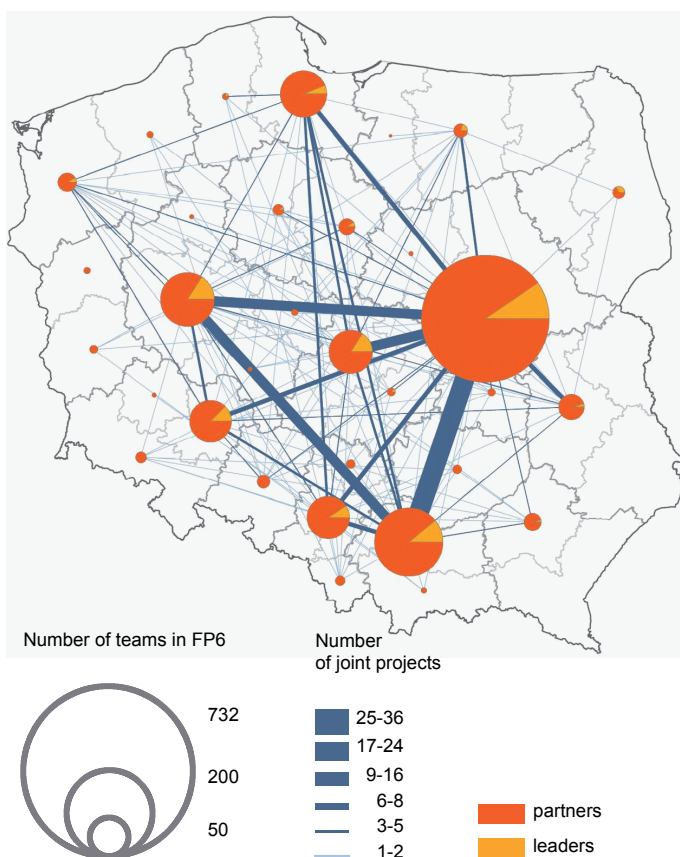 Number of teams in FP6
732
200
50
Number
of joint projects
25-36
17-24
9-16
6-8
3-5
1-2
partners
leaders